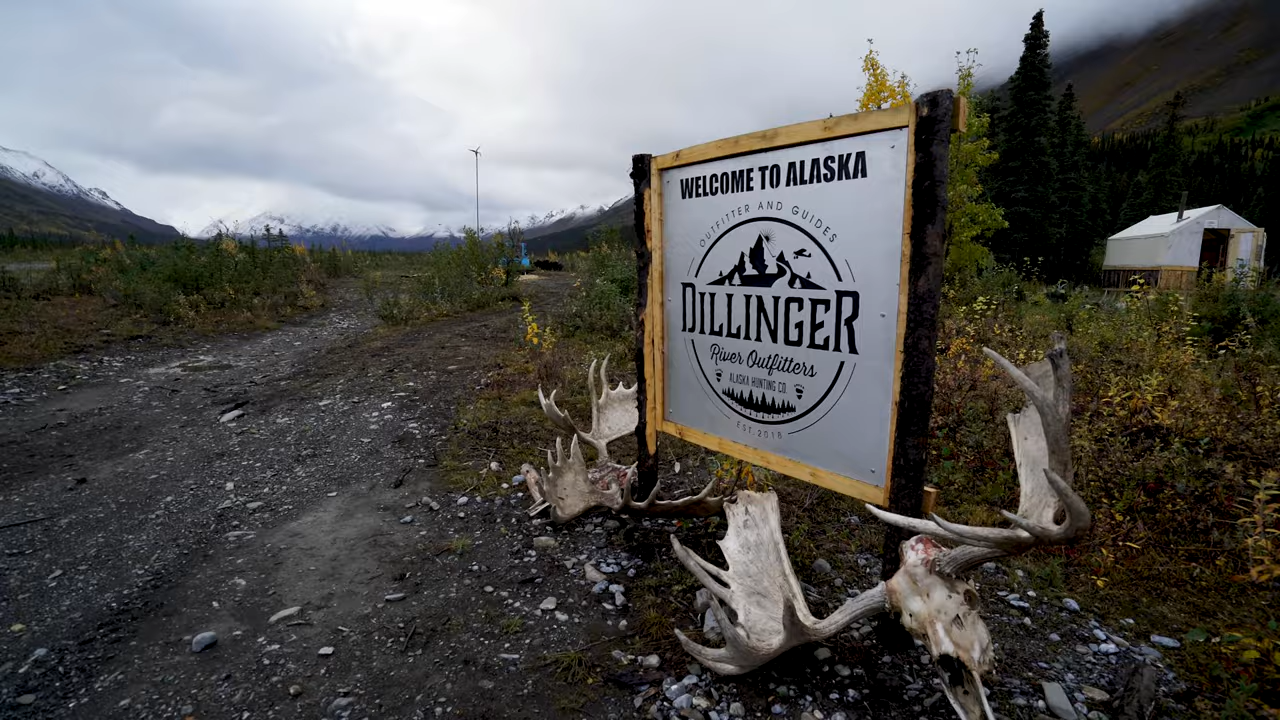 WELCOME TO ALASKA
OUTFITTER AND GUIDES
DILLINGER
River Outfitters
ALASKA HUNTING CO.
EST. 2018